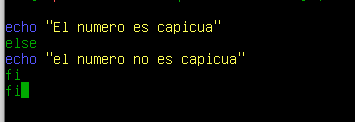 echo "El numero es capicua"
else
echo "el numero no es capicua"
fi
fi